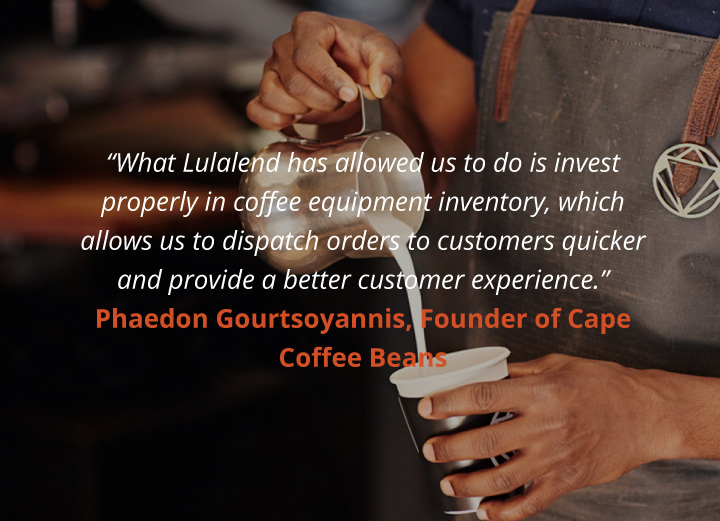 “What Lulalend has allowed us to do is invest
properly in coffee equipment inventory, which
allows us to dispatch orders to customers quicker
and provide a better customer experience.”
Phaedon Gourtsoyannis, Founder of Cape
Coffee Beans